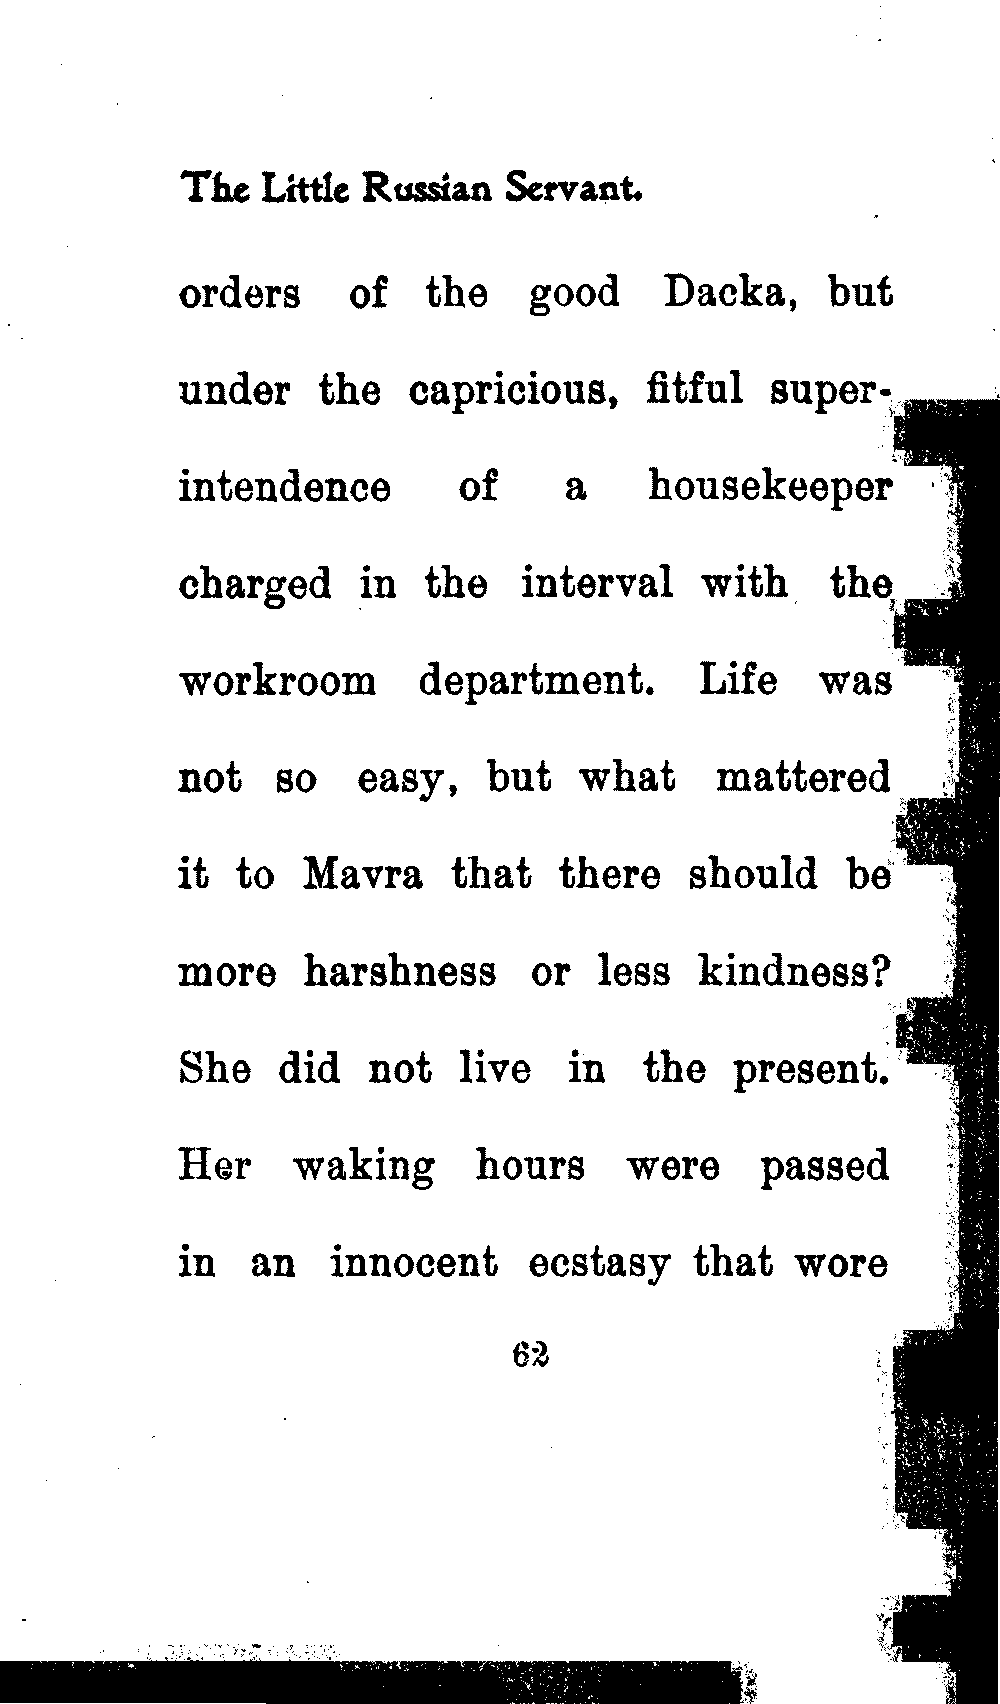 The Little Russian Servant.
orders of the good Dacka, but
under the capricious, fitful super-
intendence of a housekeeper
charged in the interval with the
workroom department. Life was
not so easy, but what mattered
it to Mavra that there should be
more harshness or less kindness?
She did not live in the present.
Her waking hours were passed
in an innocent ecstasy that wore
62